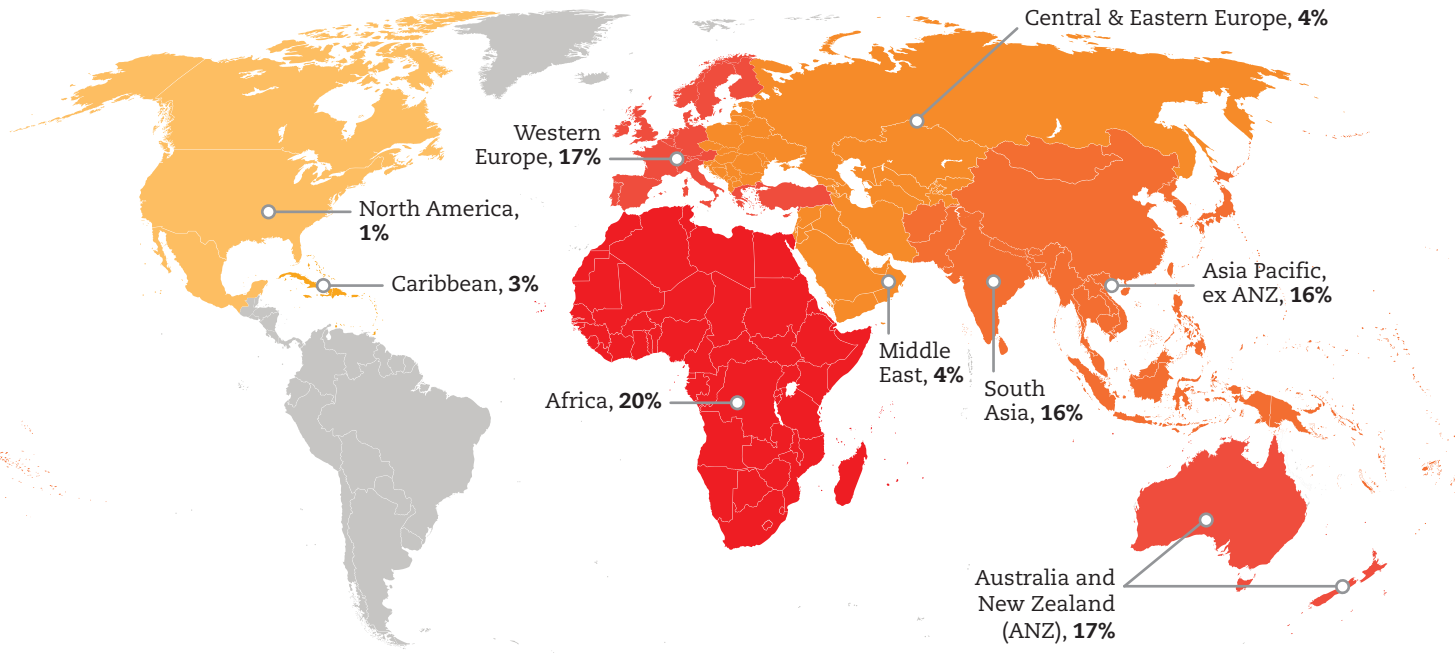 Central & Eastern Europe, 4%
Western
Europe, 17%
North America,
1%
Caribbean, 3%
Asia Pacific,
ex ANZ, 16%
Middle
East, 4%
South
Asia, 16%
Africa, 20%
Australia and
New Zealand
(ANZ), 17%